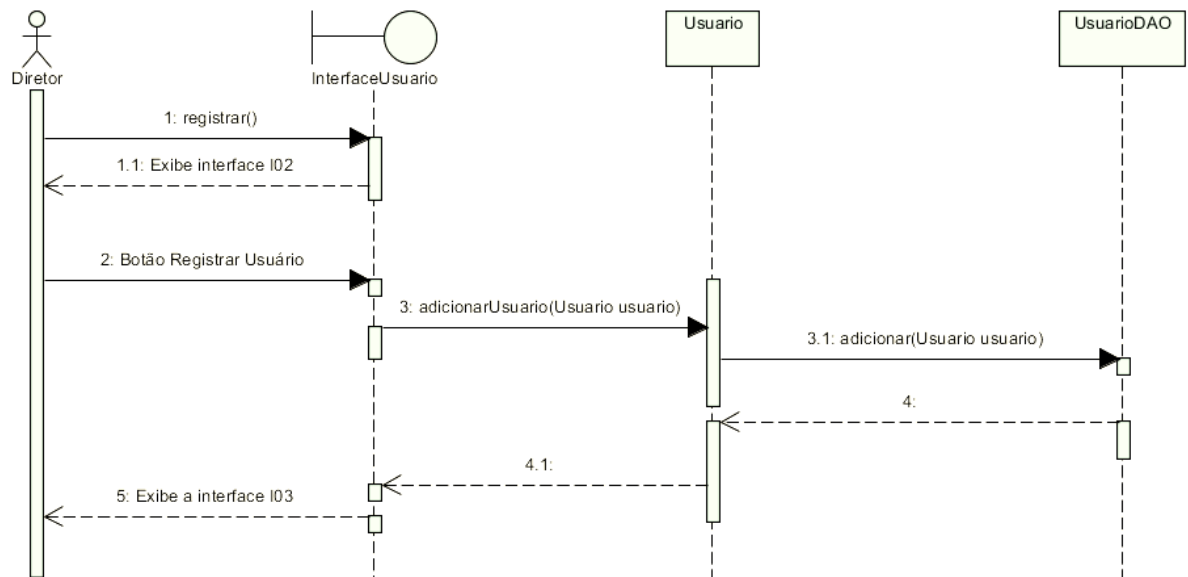 Usuario
UsuarioDAO
Diretor
InterfaceUsuario
1: registrar()
1.1: Exibe interface I02
2: Botão Registrar Usuário
3: adicionarUsuario(Usuario usuario)
3.1: adicionar(Usuario usuario)
4:
4.1:
5: Exibe a interface I03